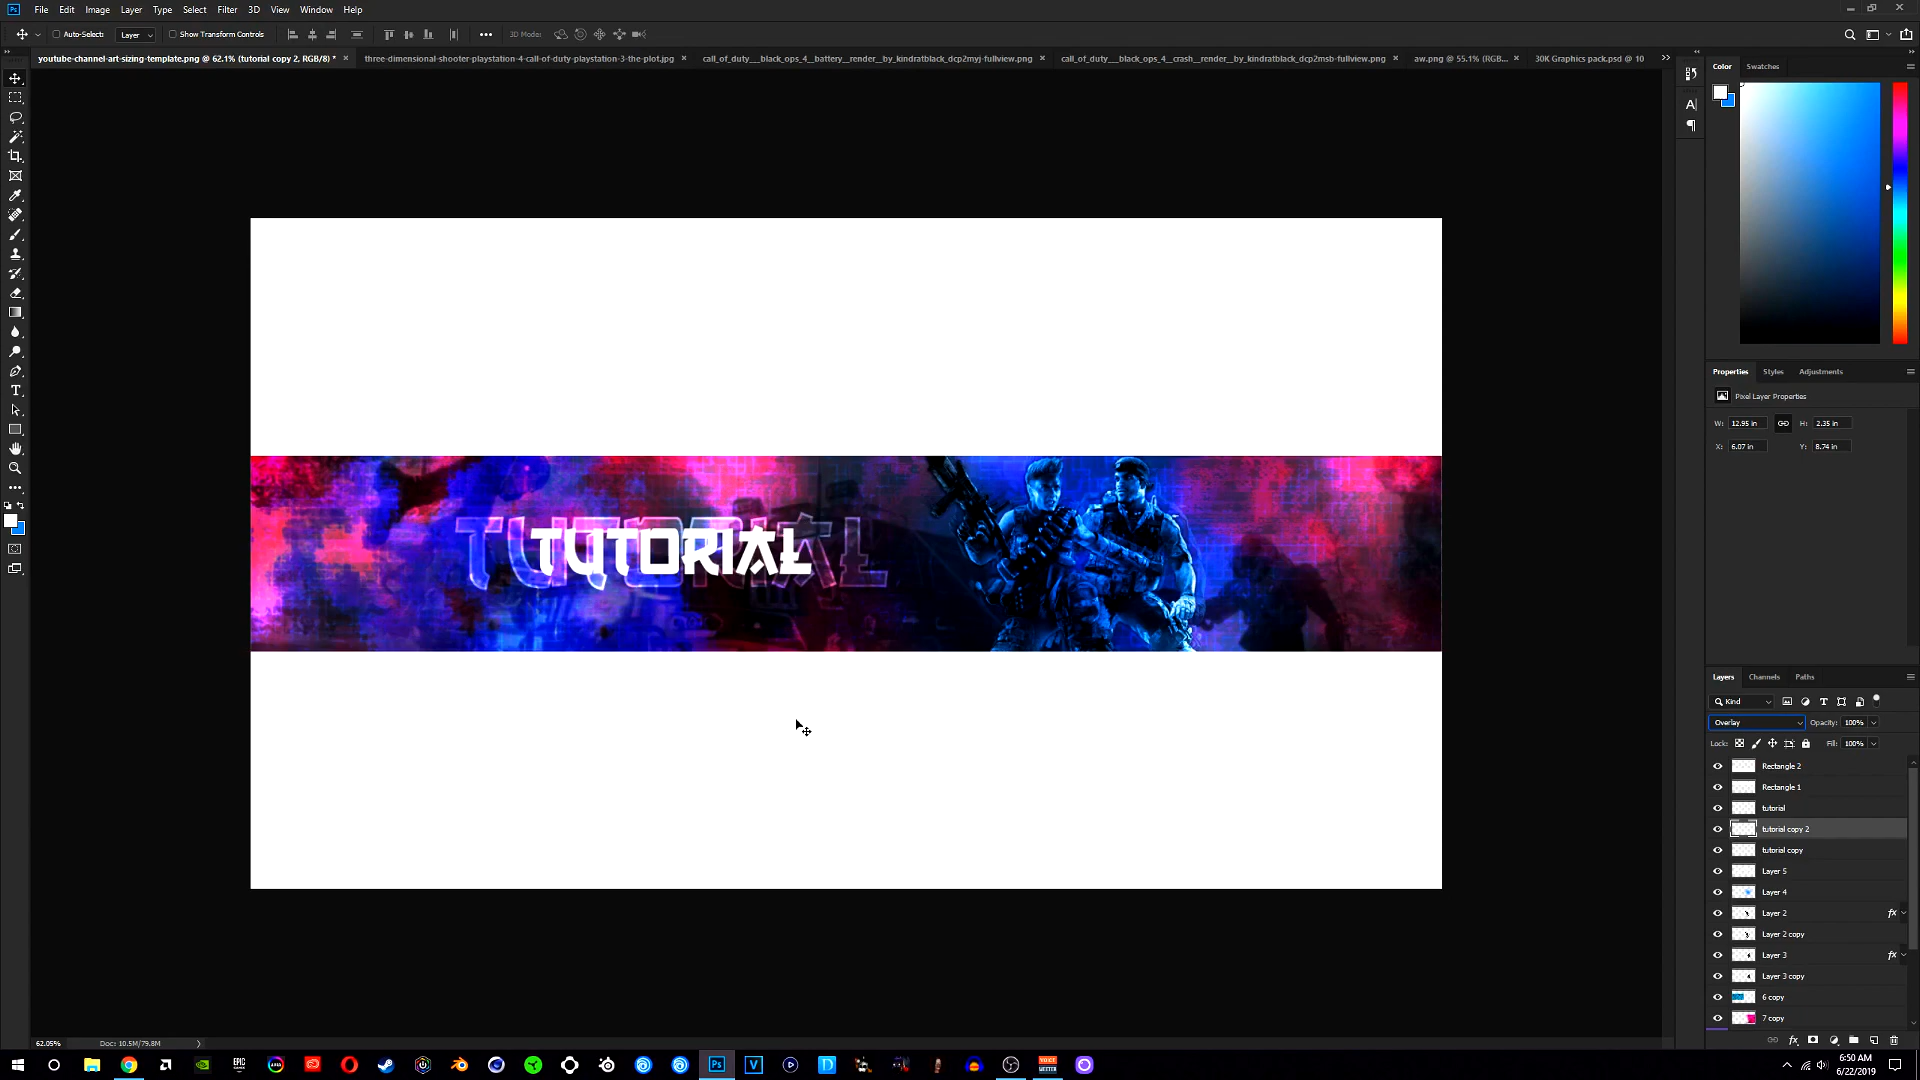 Ps File Edit Image Layer Type Select Filter 3D View Window Help
Auto-Select: Layer Show Transform Controls 3D Mode:
youtube-channel-art-sizing-template.png @ 62.1% (tutorial copy 2, RGB/8) * three-dimensional-shooter-playstation-4-call-of-duty-playstation-3-the-plot.jpg call_of_duty___black_ops_4__battery__render__by_kindratblack_dcp2myj-fullview.png call_of_duty___black_ops_4__crash__render__by_kindratblack_dcp2msb-fullview.png aw.png @ 55.1% (RGB... 30K Graphics pack.psd @ 10
Color Swatches
TUTORIAL
TUTORIAL
Properties Styles Adjustments
Pixel Layer Properties
W: 12.95 in H: 2.35 in
X: 6.07 in Y: 8.74 in
Layers Channels Paths
Kind
Overlay Opacity: 100%
Lock: Fill: 100%
Rectangle 2
Rectangle 1
tutorial
tutorial copy 2
tutorial copy
Layer 5
Layer 4
Layer 2 fx
Layer 2 copy
Layer 3 fx
Layer 3 copy
6 copy
7 copy
62.05% Doc: 10.5M/79.8M
6:50 AM
6/22/2019